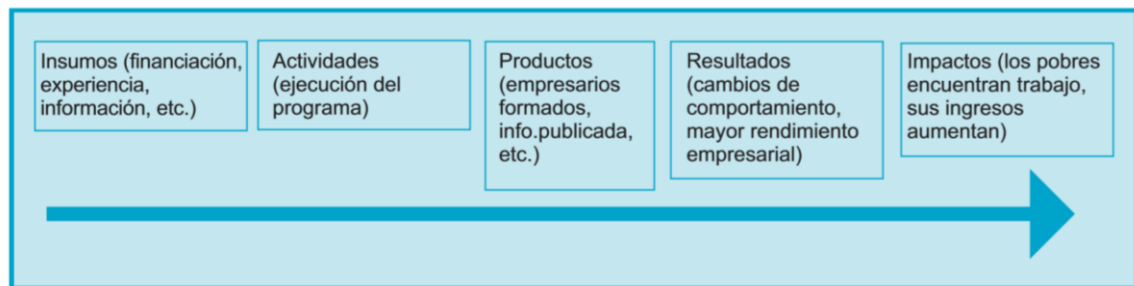 Insumos (financiación,
experiencia,
información, etc.)
Actividades
(ejecución del
programa)
Productos
(empresarios
formados,
info.publicada,
etc.)
Resultados
(cambios de
comportamiento,
mayor rendimiento
empresarial)
Impactos (los pobres
encuentran trabajo,
sus ingresos
aumentan)